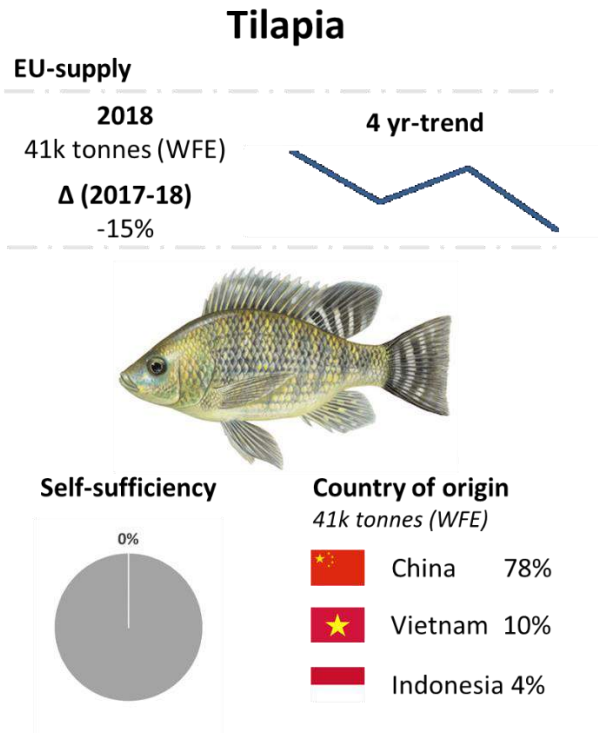 Tilapia
EU-supply
2018
41k tonnes (WFE)
Δ (2017-18)
-15%
4 yr-trend
Self-sufficiency
0%
Country of origin
41k tonnes (WFE)
China 78%
Vietnam 10%
Indonesia 4%